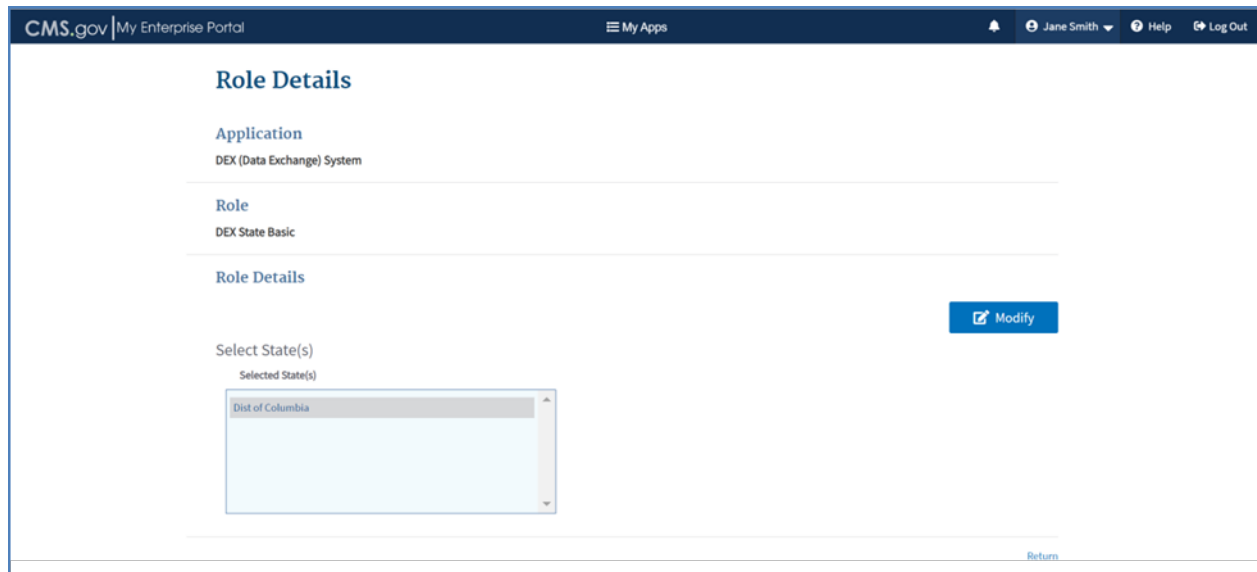 CMS.gov My Enterprise Portal My Apps Jane Smith Help Log Out
Role Details
Application
DEX (Data Exchange) System
Role
DEX State Basic
Role Details
Modify
Select State(s)
Selected State(s)
Dist of Columbia
Return